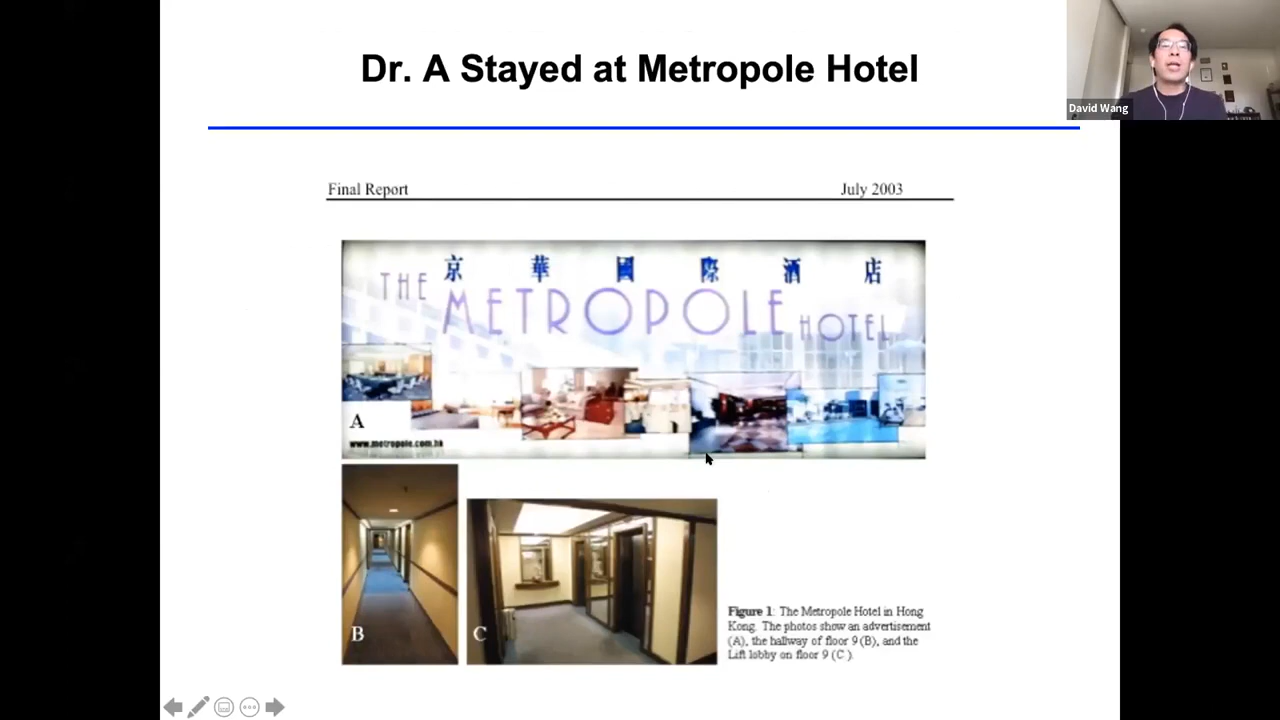 Dr. A Stayed at Metropole Hotel
David Wang
Final Report July 2003
京華國際酒店
THE METROPOLE HOTEL
A
www.metropole.com.hk
B
C
Figure 1: The Metropole Hotel in Hong
Kong. The photos show an advertisement
(A), the hallway of floor 9 (B), and the
Lift lobby on floor 9 (C ).